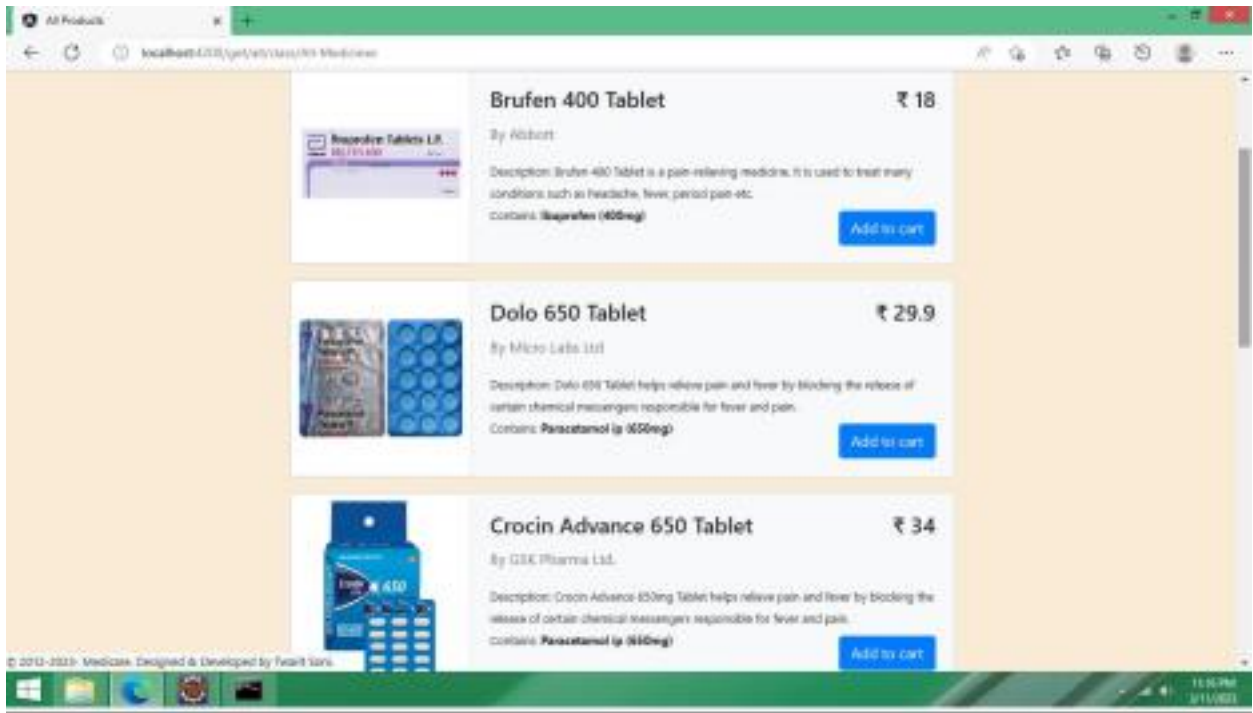 All Products
Brufen 400 Tablet
₹ 18
By Abbott
Ibuprofen Tablets I.P.
Description: Brufen 400 Tablet is a pain-relieving medicine. It is used to treat many
conditions such as headache, fever, period pain etc.
Contains: Ibuprofen (400mg)
Add to cart
Dolo 650 Tablet
₹ 29.9
By Micro Labs Ltd
Description: Dolo 650 Tablet helps relieve pain and fever by blocking the release of
certain chemical messengers responsible for fever and pain.
Contains: Paracetamol ip (650mg)
Add to cart
Crocin Advance 650 Tablet
₹ 34
By GSK Pharma Ltd.
650
Description: Crocin Advance 650mg Tablet helps relieve pain and fever by blocking the
release of certain chemical messengers responsible for fever and pain.
Contains: Paracetamol ip (650mg)
Add to cart
Medicare. Designed & Developed by